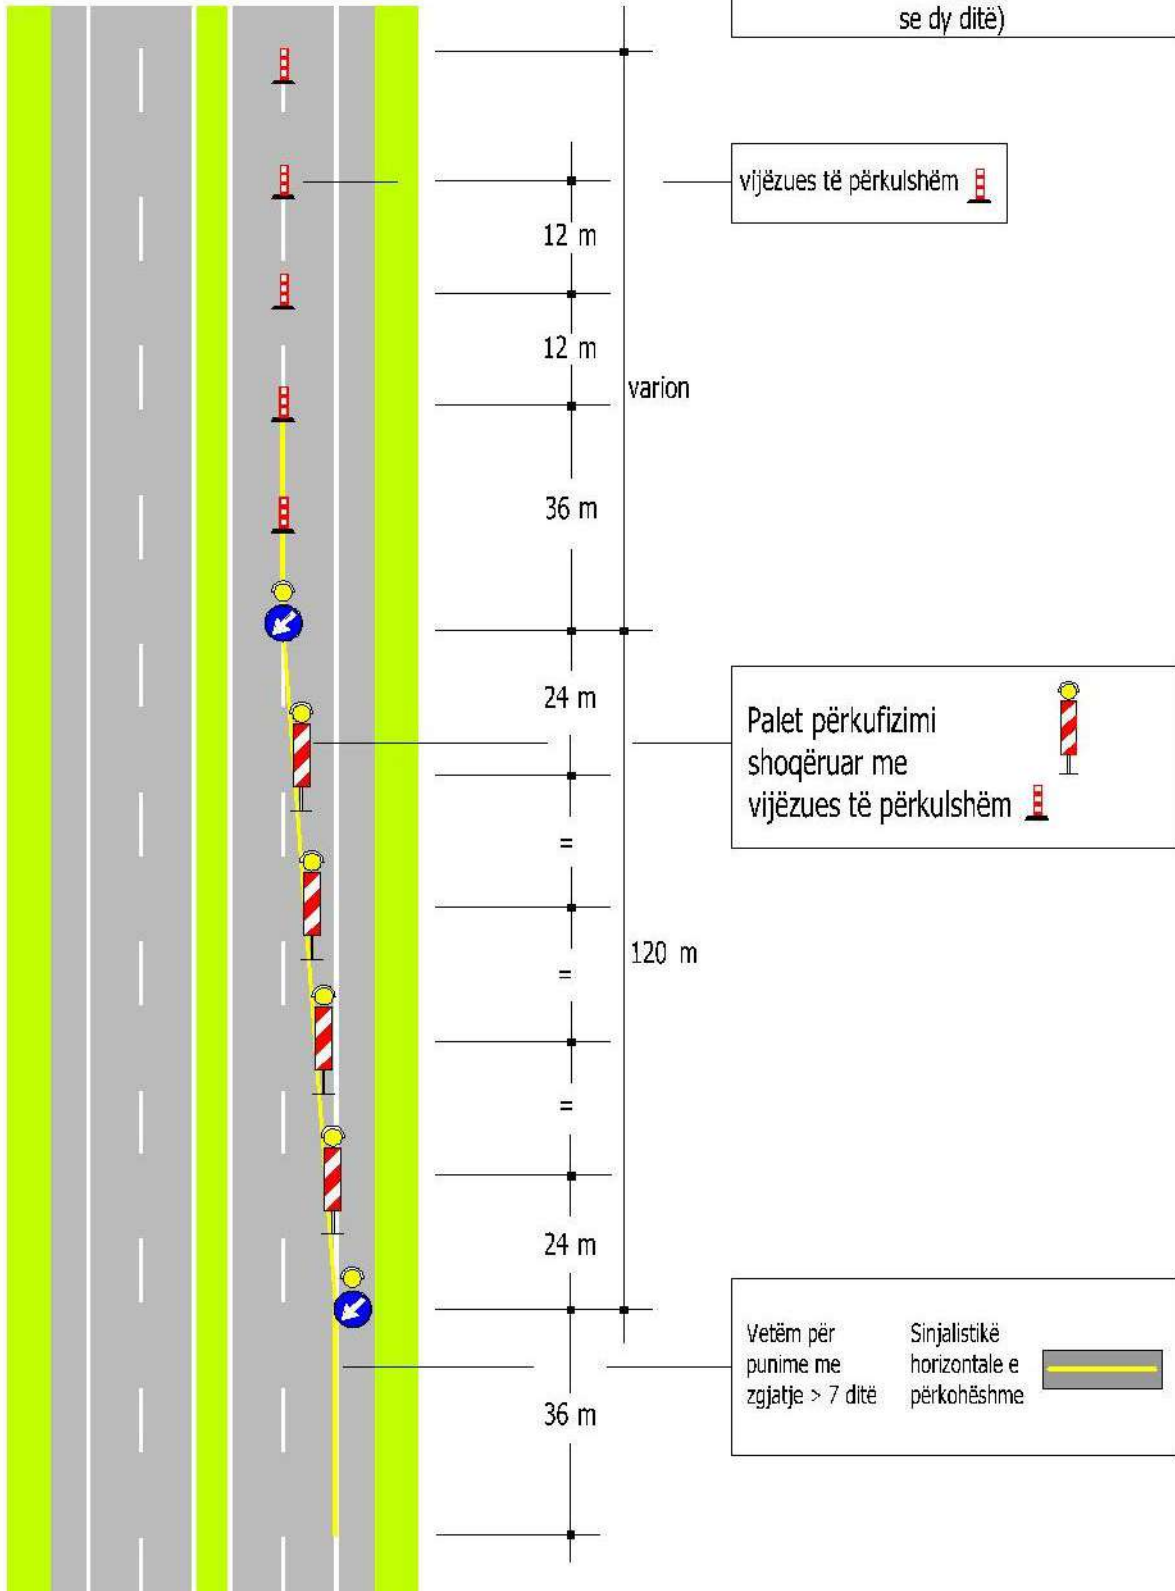 se dy ditë)
vijëzues të përkulshëm
12 m
12 m
varion
36 m
24 m
Palet përkufizimi
shoqëruar me
vijëzues të përkulshëm
=
=
120 m
=
24 m
Vetëm për
punime me
zgjatje > 7 ditë
Sinjalistikë
horizontale e
përkohëshme
36 m